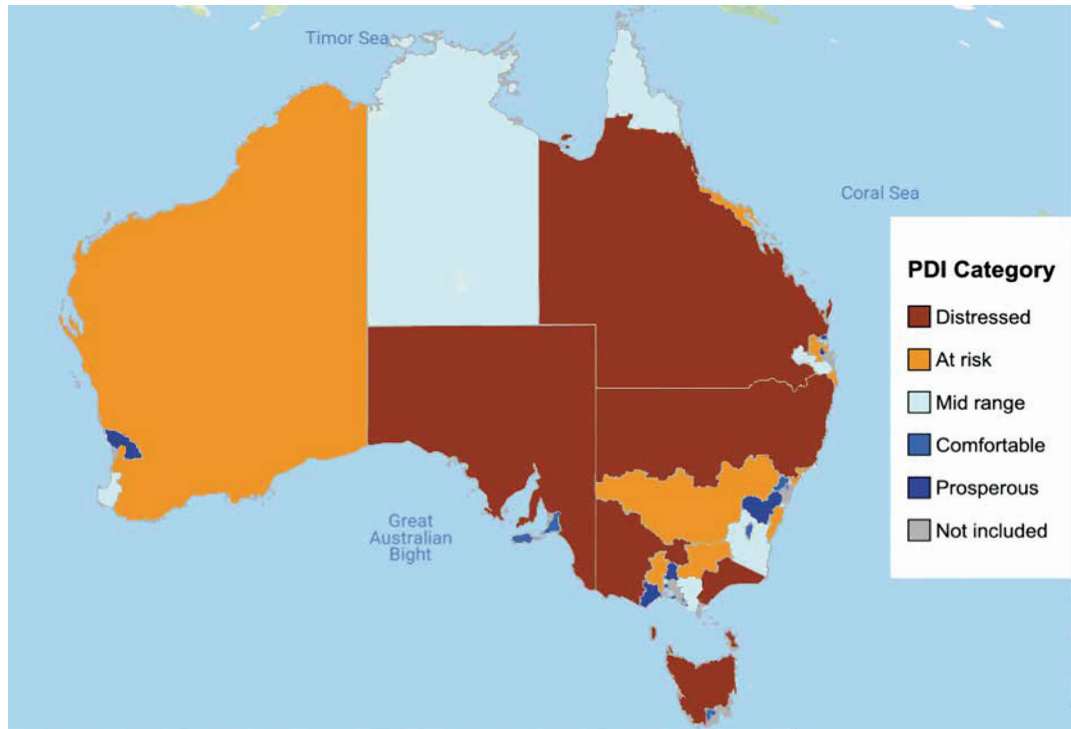 Timor Sea
Coral Sea
Great
Australian
Bight
PDI Category
Distressed
At risk
Mid range
Comfortable
Prosperous
Not included